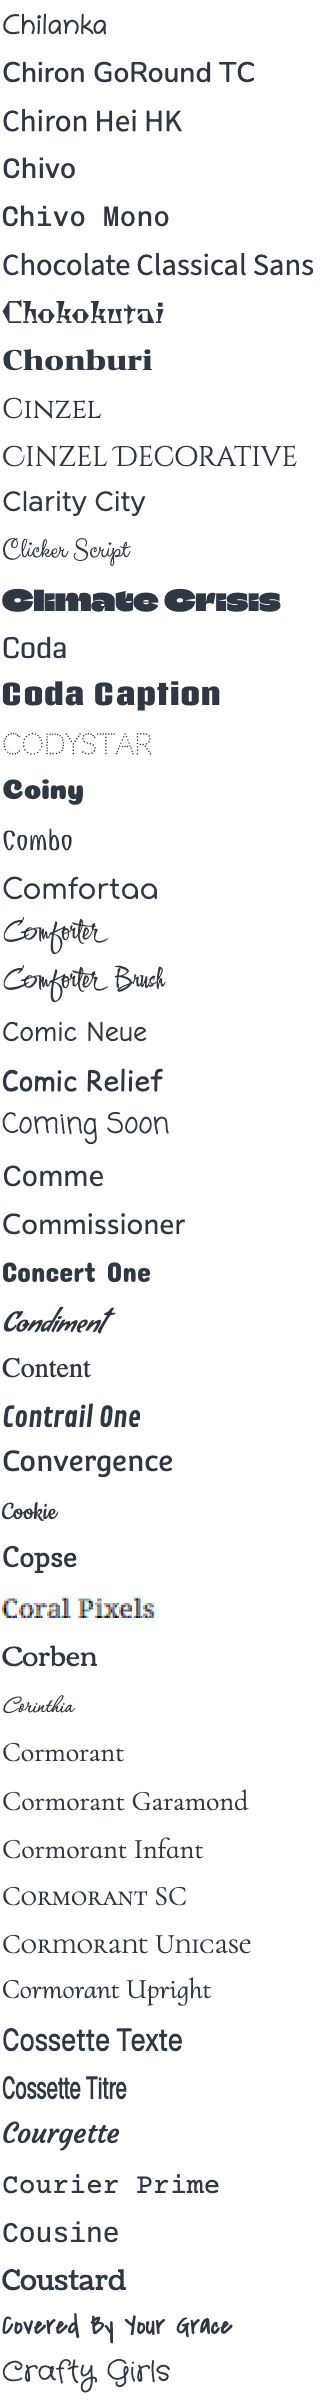 Chilanka
Chiron GoRound TC
Chiron Hei HK
Chivo
Chivo Mono
Chocolate Classical Sans
Chokokutai
Chonburi
Cinzel
Cinzel Decorative
Clarity City
Clicker Script
Climate Crisis
Coda
Coda Caption
CODYSTAR
Coiny
Combo
Comfortaa
Comforter
Comforter Brush
Comic Neue
Comic Relief
Coming Soon
Comme
Commissioner
Concert One
Condiment
Content
Contrail One
Convergence
Cookie
Copse
Coral Pixels
Corben
Corinthia
Cormorant
Cormorant Garamond
Cormorant Infant
Cormorant SC
Cormorant Unicase
Cormorant Upright
Cossette Texte
Cossette Titre
Courgette
Courier Prime
Cousine
Coustard
Covered By Your Grace
Crafty Girls